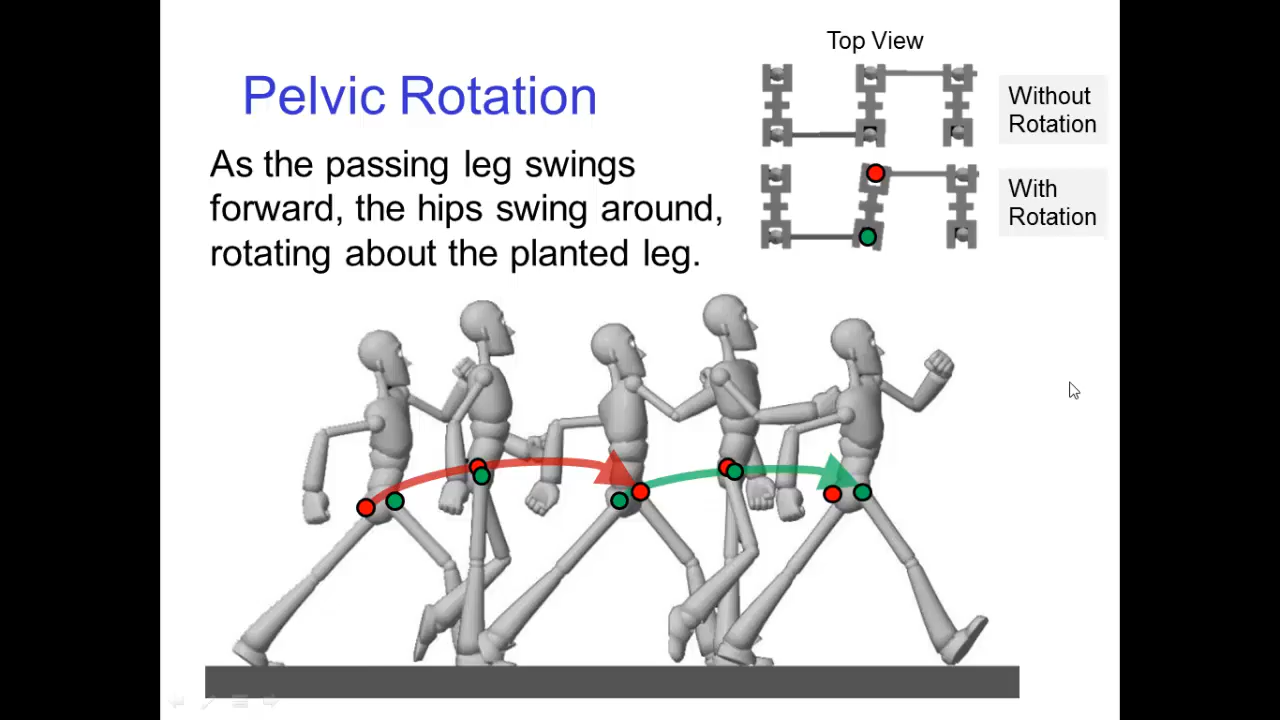 Top View
Pelvic Rotation
Without
Rotation
As the passing leg swings
forward, the hips swing around,
rotating about the planted leg.
With
Rotation